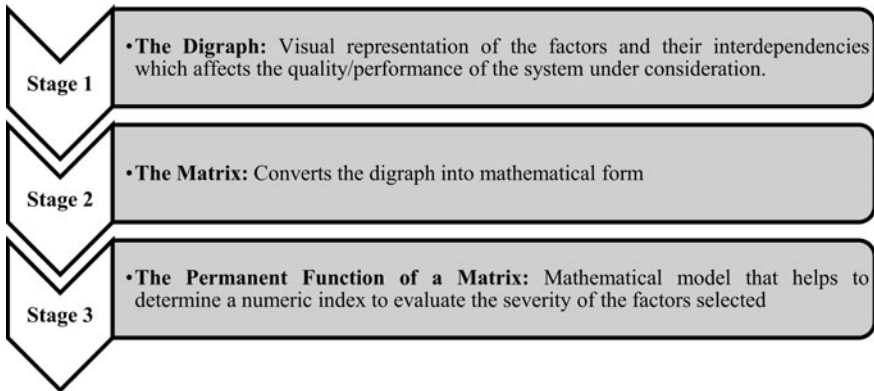 Stage 1
•The Digraph: Visual representation of the factors and their interdependencies
which affects the quality/performance of the system under consideration.
Stage 2
•The Matrix: Converts the digraph into mathematical form
Stage 3
•The Permanent Function of a Matrix: Mathematical model that helps to
determine a numeric index to evaluate the severity of the factors selected